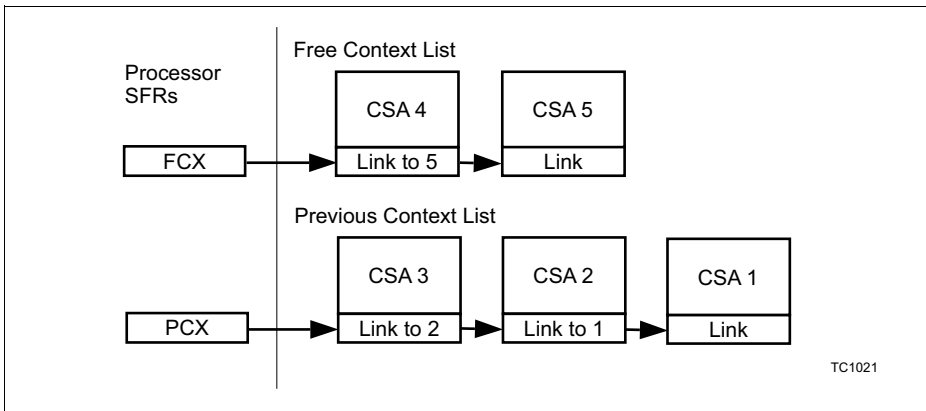 Free Context List
Processor
SFRs
CSA 4
CSA 5
FCX
Link to 5
Link
Previous Context List
CSA 3
CSA 2
CSA 1
PCX
Link to 2
Link to 1
Link
TC1021